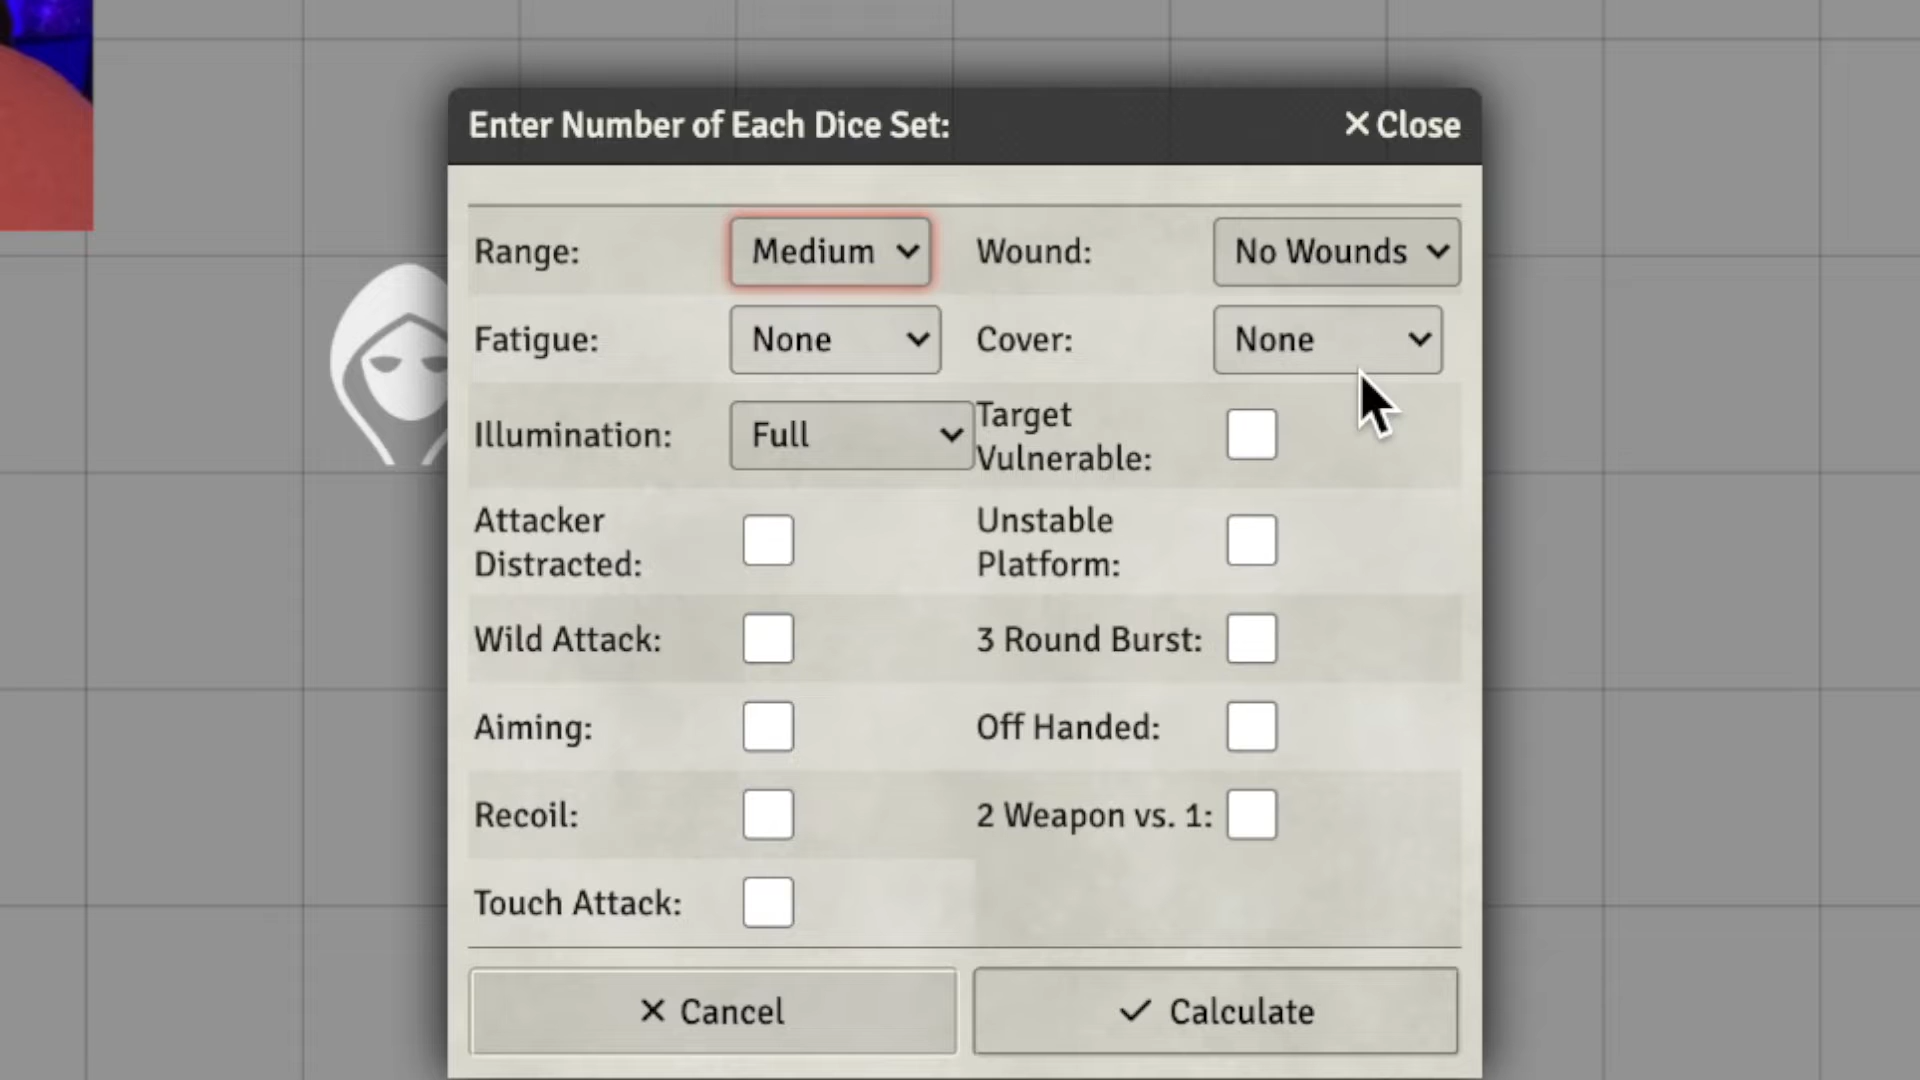 Enter Number of Each Dice Set:
× Close
Range:
Medium
Wound:
No Wounds
Fatigue:
None
Cover:
None
Illumination:
Full
Target
Vulnerable:
Attacker
Distracted:
Unstable
Platform:
Wild Attack:
3 Round Burst:
Aiming:
Off Handed:
Recoil:
2 Weapon vs. 1:
Touch Attack:
× Cancel
✓ Calculate